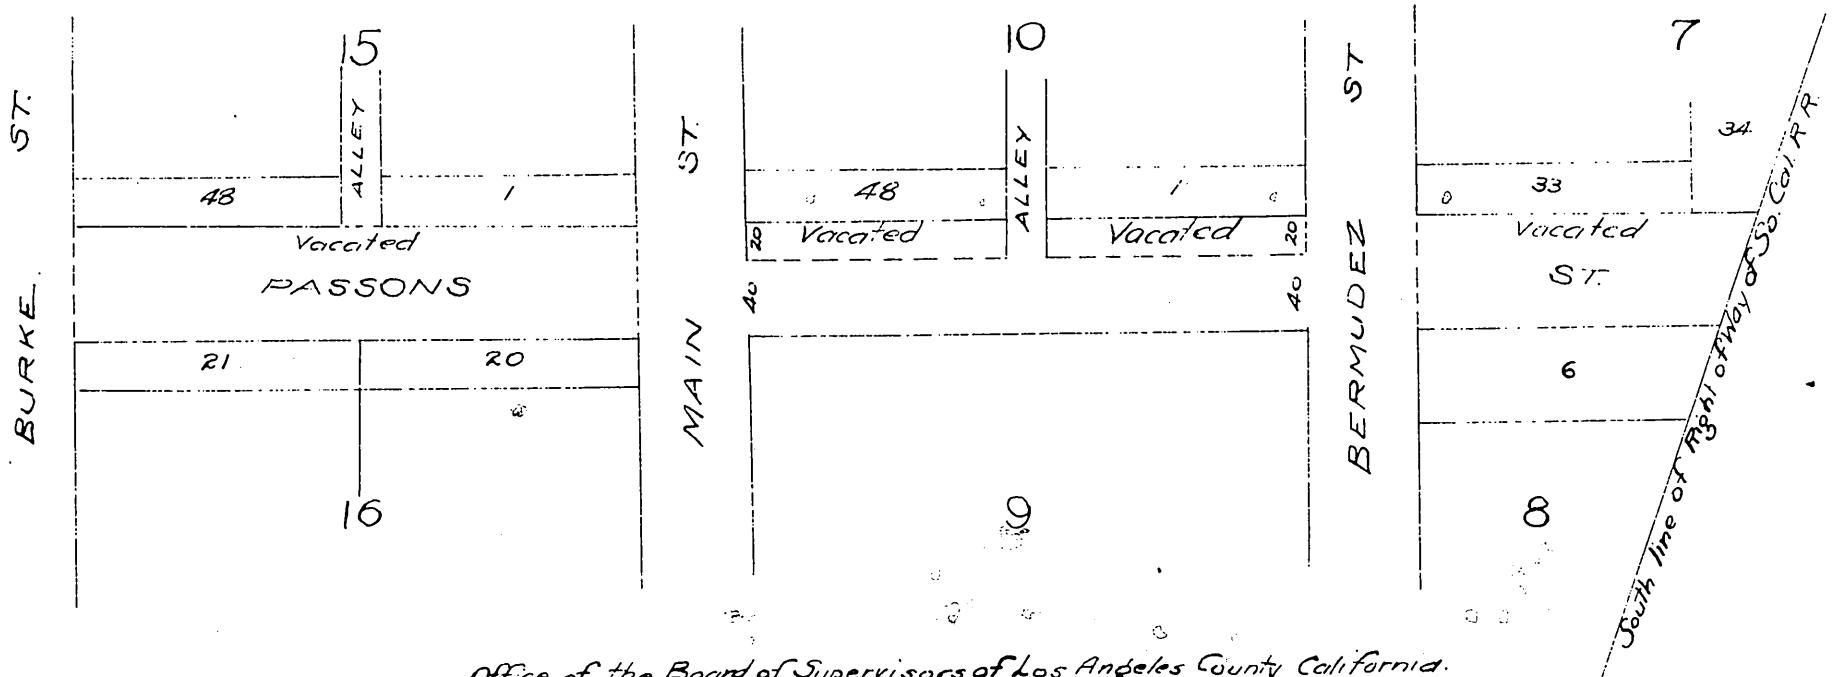 15
10
7
ST.
ALLEY
ST.
ALLEY
ST
34.
48
1
48
1
33
Vacated
20
Vacated
Vacated
20
Vacated
PASSONS
ST.
40
40
BURKE.
MAIN
BERMUDEZ
21
20
6
16
9
8
South line of Right of Way of So. Cal. R R
Office of the Board of Supervisors of Los Angeles County California.